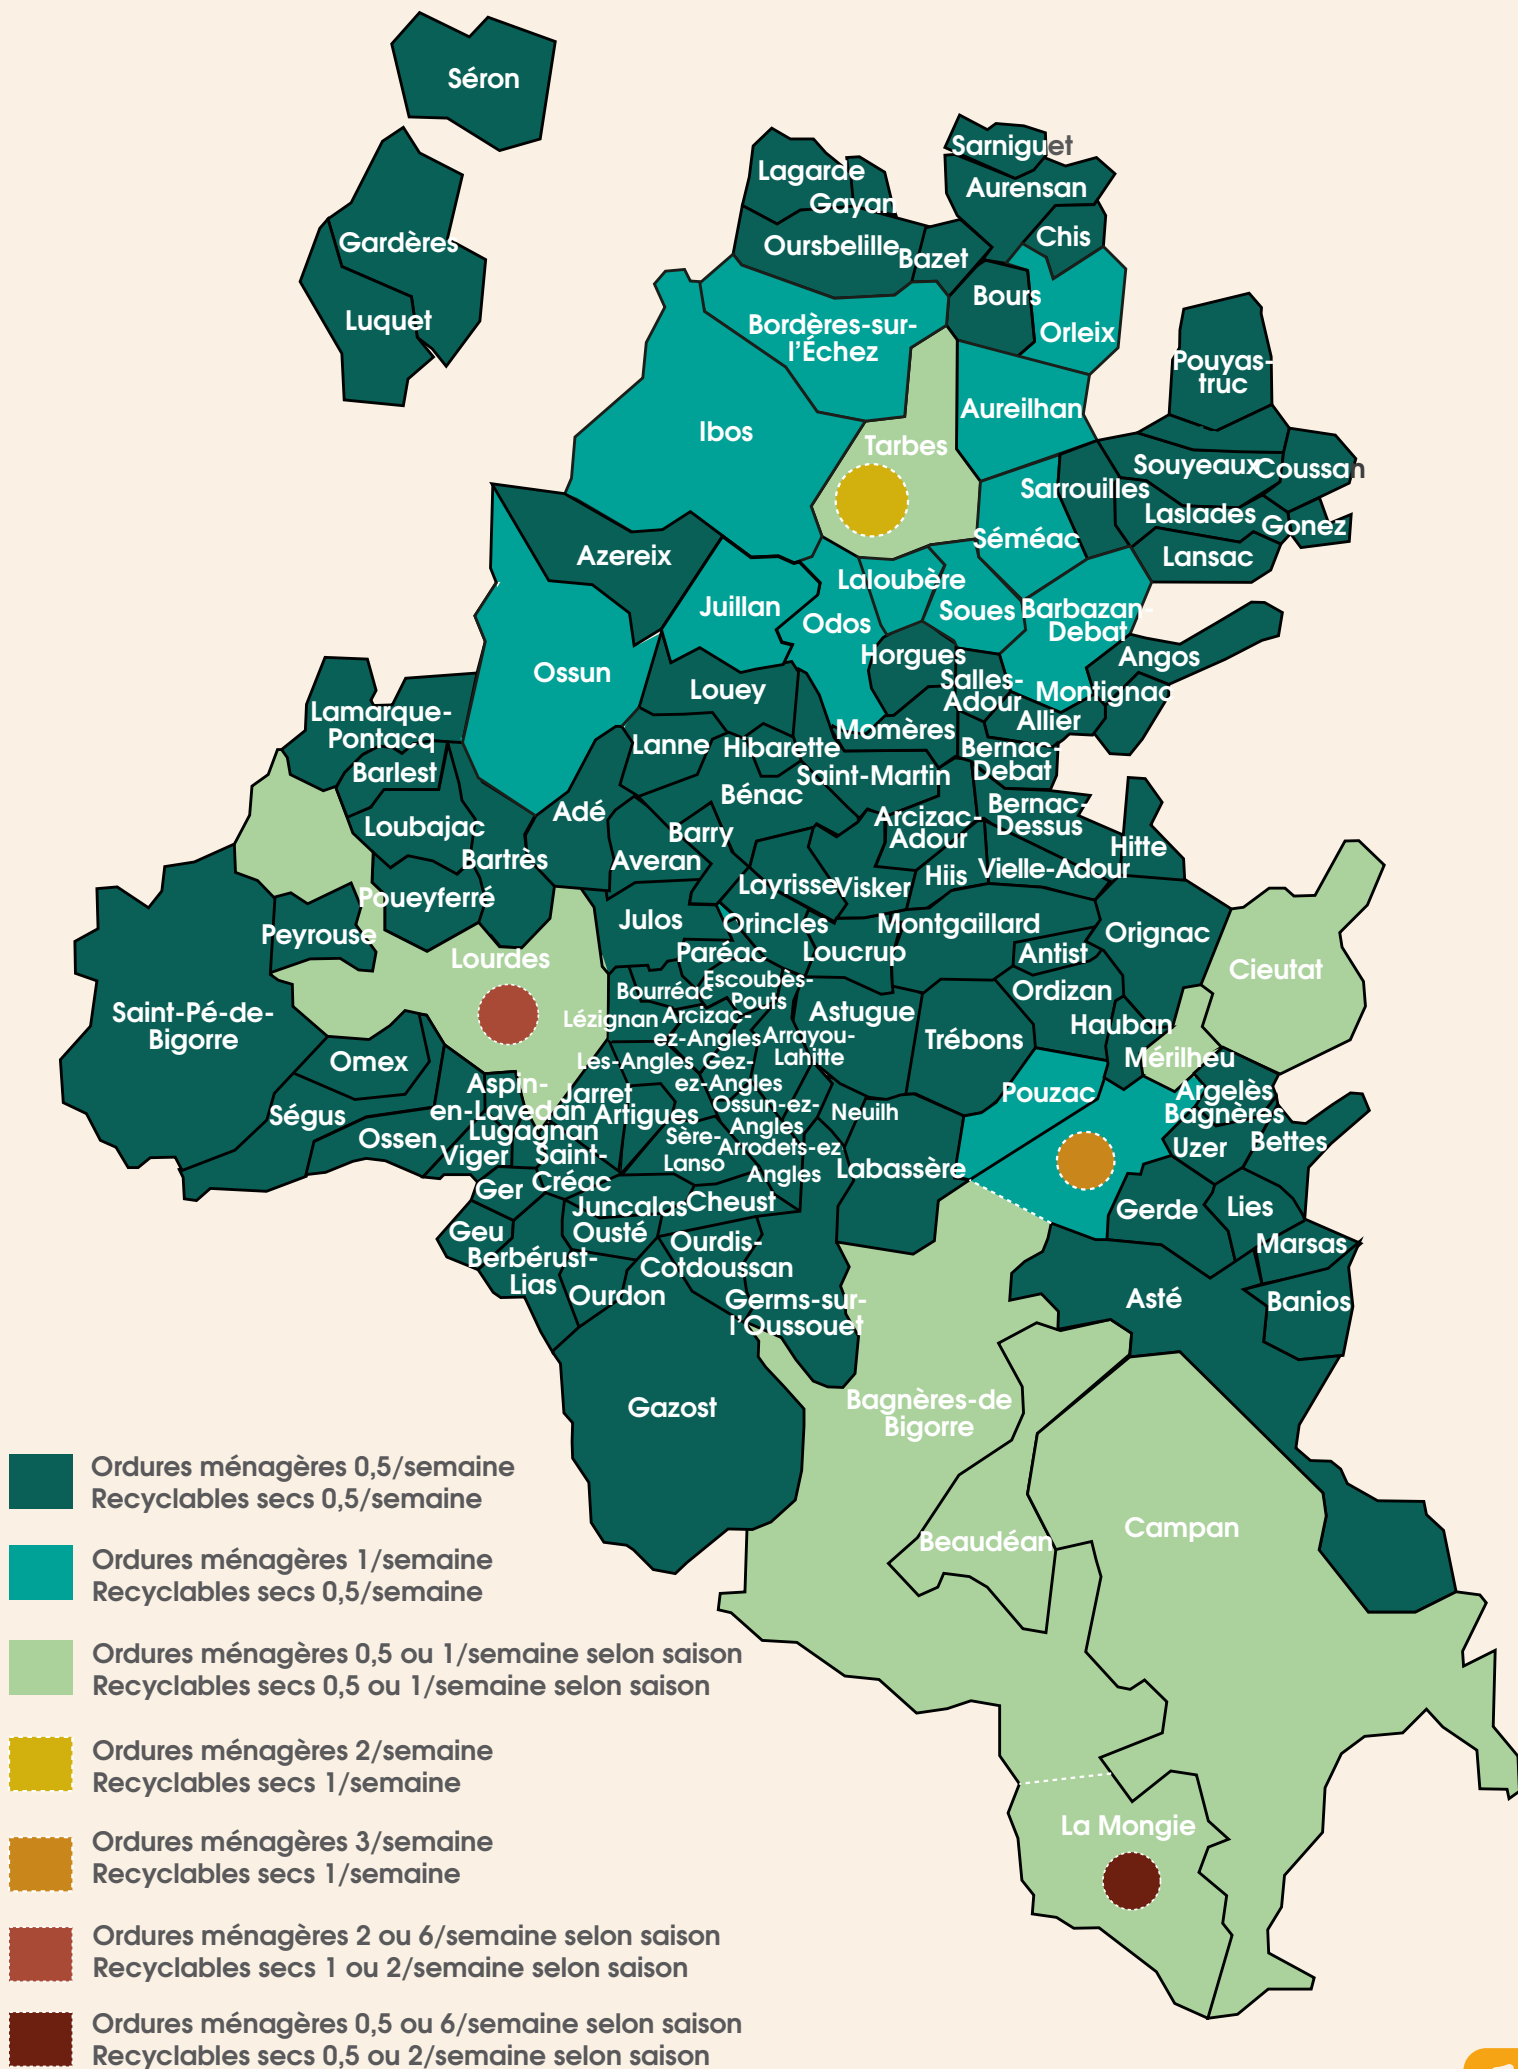 Séron
Gardères
Luquet
Lagarde
Gayan
Sarniguet
Aurensan
Chis
Oursbelille
Bazet
Bours
Orleix
Bordères-sur-
l'Échez
Pouyas-
truc
Ibos
Tarbes
Aureilhan
Souyeaux
Coussan
Sarrouilles
Laslades
Gonez
Séméac
Lansac
Azereix
Juillan
Laloubère
Odos
Soues
Barbazan-
Debat
Angos
Horgues
Ossun
Louey
Salles-
Adour
Montignac
Allier
Lamarque-
Pontacq
Momères
Lanne
Hibarette
Bernac-
Debat
Barlest
Saint-Martin
Bénac
Adé
Bernac-
Dessus
Arcizac-
Adour
Loubajac
Barry
Hitte
Bartrès
Averan
Vielle-Adour
Hiis
Layrisse
Visker
Poueyferré
Julos
Orincles
Montgaillard
Orignac
Peyrouse
Paréac
Loucrup
Antist
Lourdes
Cieutat
Bourréac
Escoubès-
Pouts
Ordizan
Saint-Pé-de-
Bigorre
Lézignan
Arcizac-
ez-Angles
Astugue
Trébons
Hauban
Arrayou-
Lahitte
Omex
Les-Angles
Gez-
ez-Angles
Mérilheu
Aspin-
en-Lavedan
Jarret
Pouzac
Argelès
Ségus
Artigues
Ossun-ez-
Angles
Neuilh
Bagnères
Ossen
Lugagnan
Viger
Sère-
Lanso
Arrodets-ez
Angles
Uzer
Bettes
Saint-
Créac
Labassère
Ger
Juncalas
Cheust
Gerde
Lies
Geu
Ousté
Ourdis-
Cotdoussan
Marsas
Berbérust-
Lias
Ourdon
Germs-sur-
l'Oussouet
Asté
Banios
Gazost
Bagnères-de
Bigorre
Beaudéan
Campan
La Mongie
Ordures ménagères 0,5/semaine
Recyclables secs 0,5/semaine
Ordures ménagères 1/semaine
Recyclables secs 0,5/semaine
Ordures ménagères 0,5 ou 1/semaine selon saison
Recyclables secs 0,5 ou 1/semaine selon saison
Ordures ménagères 2/semaine
Recyclables secs 1/semaine
Ordures ménagères 3/semaine
Recyclables secs 1/semaine
Ordures ménagères 2 ou 6/semaine selon saison
Recyclables secs 1 ou 2/semaine selon saison
Ordures ménagères 0,5 ou 6/semaine selon saison
Recyclables secs 0,5 ou 2/semaine selon saison